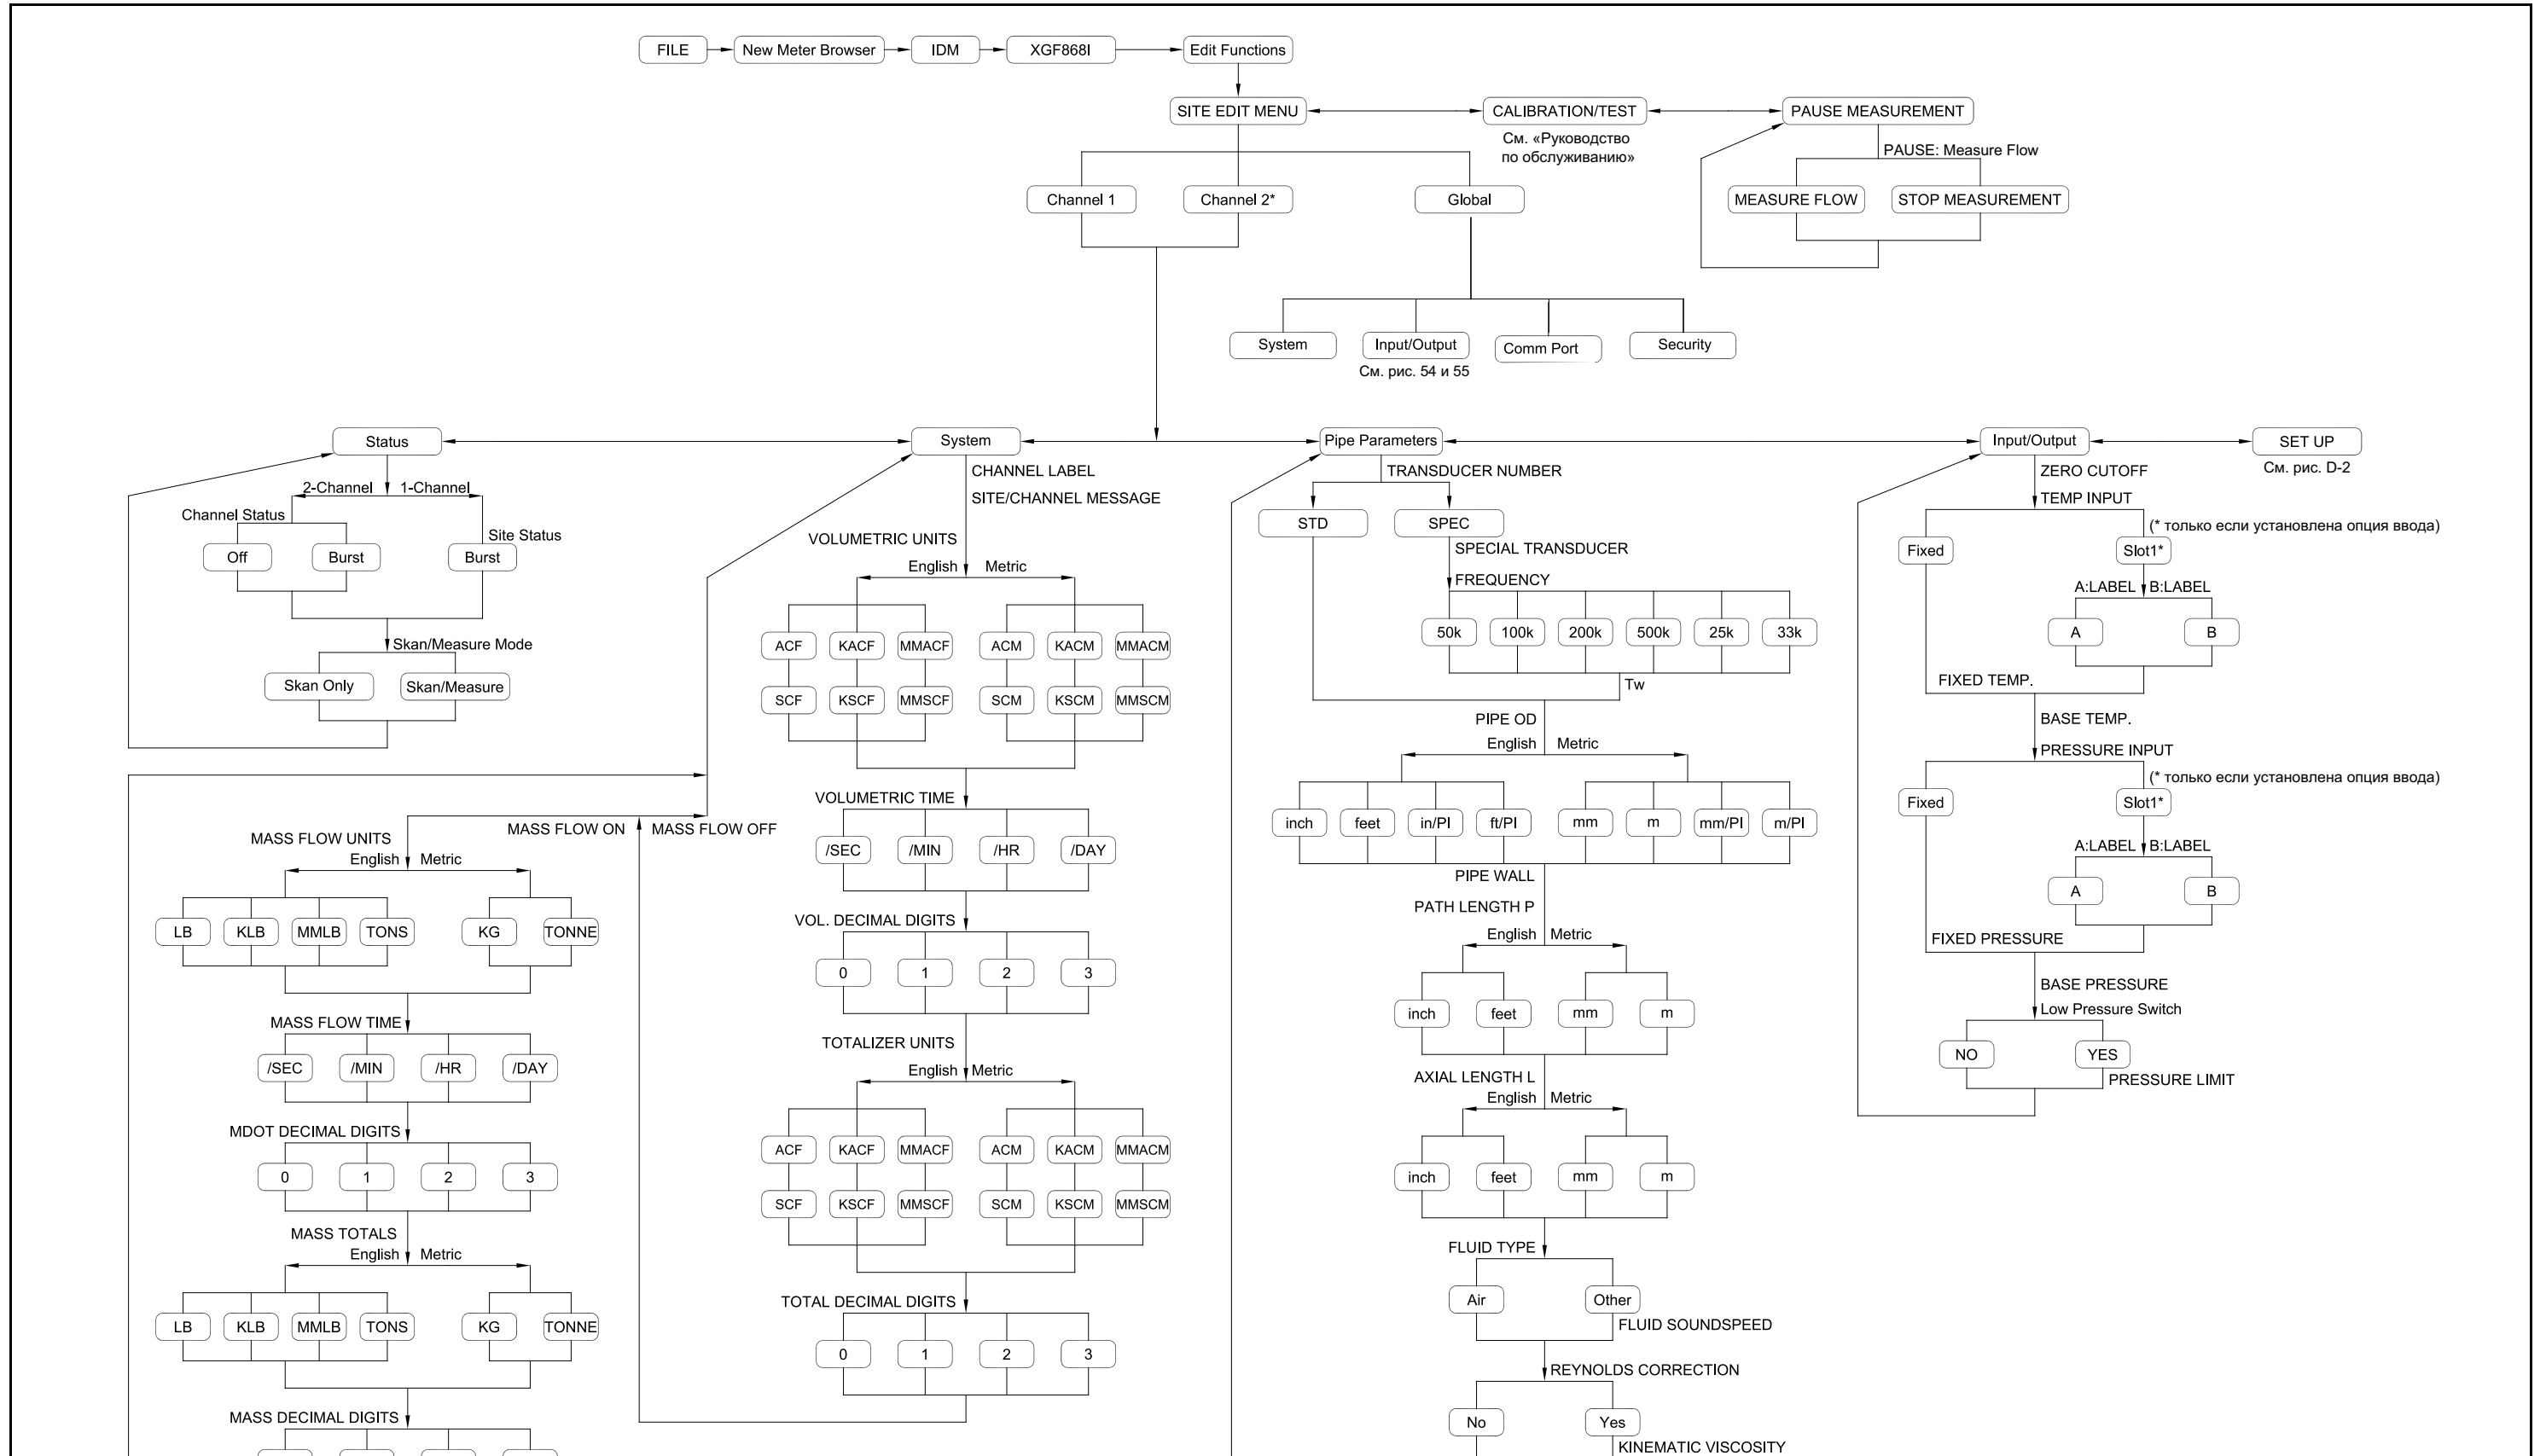 FILE
New Meter Browser
IDM
XGF868I
Edit Functions
SITE EDIT MENU
CALIBRATION/TEST
PAUSE MEASUREMENT
См. «Руководство
по обслуживанию»
PAUSE: Measure Flow
Channel 1
Channel 2*
Global
MEASURE FLOW
STOP MEASUREMENT
System
Input/Output
Comm Port
Security
См. рис. 54 и 55
Status
System
Pipe Parameters
Input/Output
SET UP
См. рис. D-2
2-Channel
1-Channel
Channel Status
Site Status
Off
Burst
Burst
Skan/Measure Mode
Skan Only
Skan/Measure
CHANNEL LABEL
SITE/CHANNEL MESSAGE
VOLUMETRIC UNITS
English
Metric
ACF
KACF
MMACF
ACM
KACM
MMACM
SCF
KSCF
MMSCF
SCM
KSCM
MMSCM
VOLUMETRIC TIME
/SEC
/MIN
/HR
/DAY
VOL. DECIMAL DIGITS
0
1
2
3
TOTALIZER UNITS
English
Metric
ACF
KACF
MMACF
ACM
KACM
MMACM
SCF
KSCF
MMSCF
SCM
KSCM
MMSCM
TOTAL DECIMAL DIGITS
0
1
2
3
MASS FLOW ON
MASS FLOW OFF
MASS FLOW UNITS
English
Metric
LB
KLB
MMLB
TONS
KG
TONNE
MASS FLOW TIME
/SEC
/MIN
/HR
/DAY
MDOT DECIMAL DIGITS
0
1
2
3
MASS TOTALS
English
Metric
LB
KLB
MMLB
TONS
KG
TONNE
MASS DECIMAL DIGITS
TRANSDUCER NUMBER
STD
SPEC
SPECIAL TRANSDUCER
FREQUENCY
50k
100k
200k
500k
25k
33k
Tw
PIPE OD
English
Metric
inch
feet
in/PI
ft/PI
mm
m
mm/PI
m/PI
PIPE WALL
PATH LENGTH P
English
Metric
inch
feet
mm
m
AXIAL LENGTH L
English
Metric
inch
feet
mm
m
FLUID TYPE
Air
Other
FLUID SOUNDSPEED
REYNOLDS CORRECTION
No
Yes
KINEMATIC VISCOSITY
ZERO CUTOFF
TEMP INPUT
(* только если установлена опция ввода)
Fixed
Slot1*
A:LABEL
B:LABEL
A
B
FIXED TEMP.
BASE TEMP.
PRESSURE INPUT
(* только если установлена опция ввода)
Fixed
Slot1*
A:LABEL
B:LABEL
A
B
FIXED PRESSURE
BASE PRESSURE
Low Pressure Switch
NO
YES
PRESSURE LIMIT